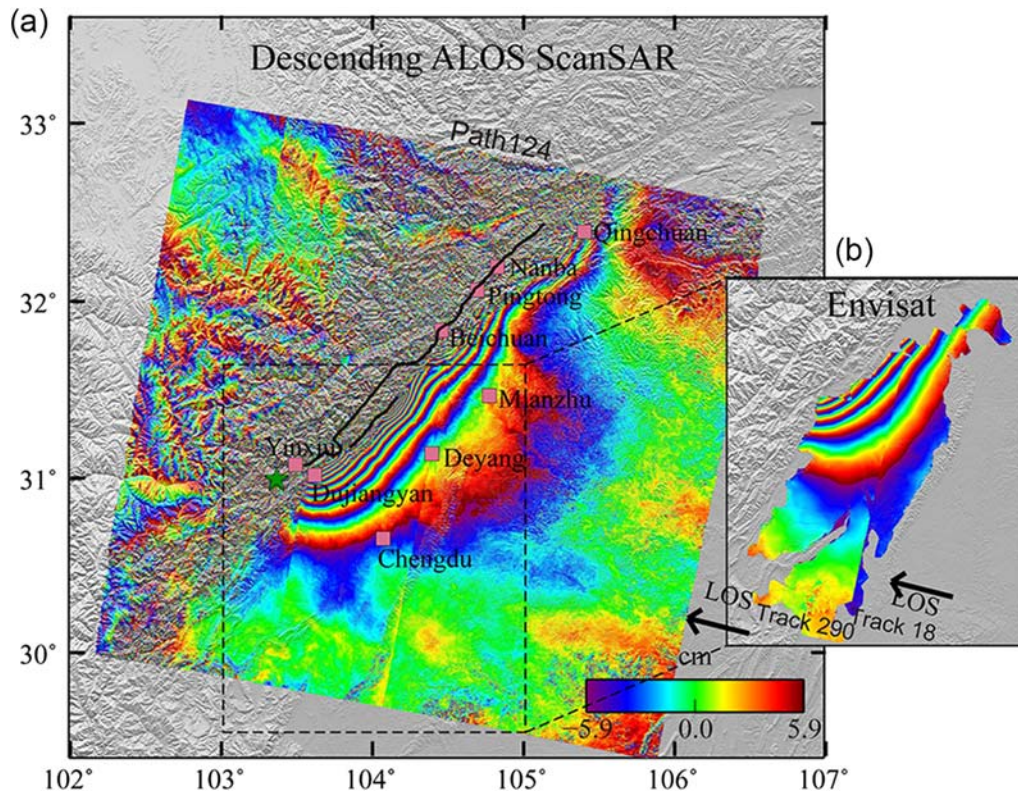 (a)
Descending ALOS ScanSAR
Path124
33°
32°
31°
30°
Qingchuan
Nanba
Pingtong
Beichuan
Mianzhu
Yinxiu
Deyang
Dujiangyan
Chengdu
LOS
cm
−5.9
0.0
5.9
102°
103°
104°
105°
106°
107°
(b)
Envisat
LOS
Track 290
Track 18